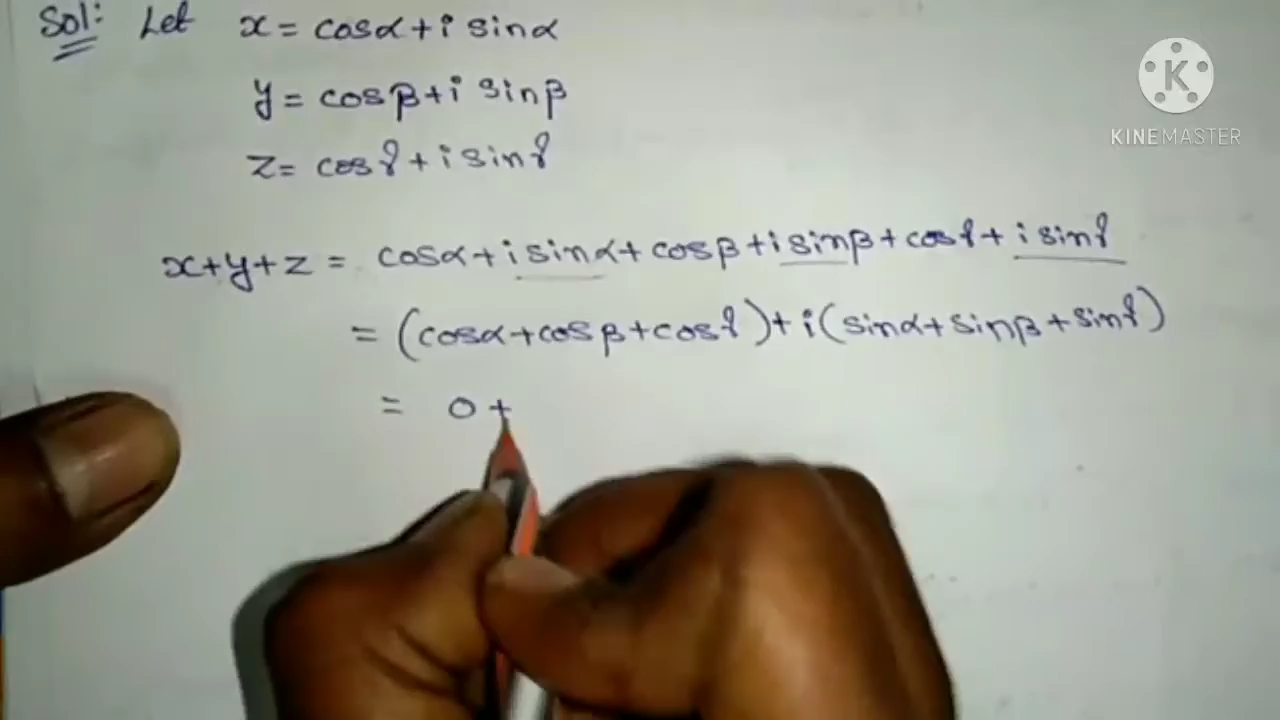 Sol: Let x = cosα + i sinα
y = cosβ + i sinβ
z = cosγ + i sinγ
x+y+z = cosα + i sinα + cosβ + i sinβ + cosγ + i sinγ
= (cosα + cosβ + cosγ) + i (sinα + sinβ + sinγ)
= 0 +
K
KINEMASTER